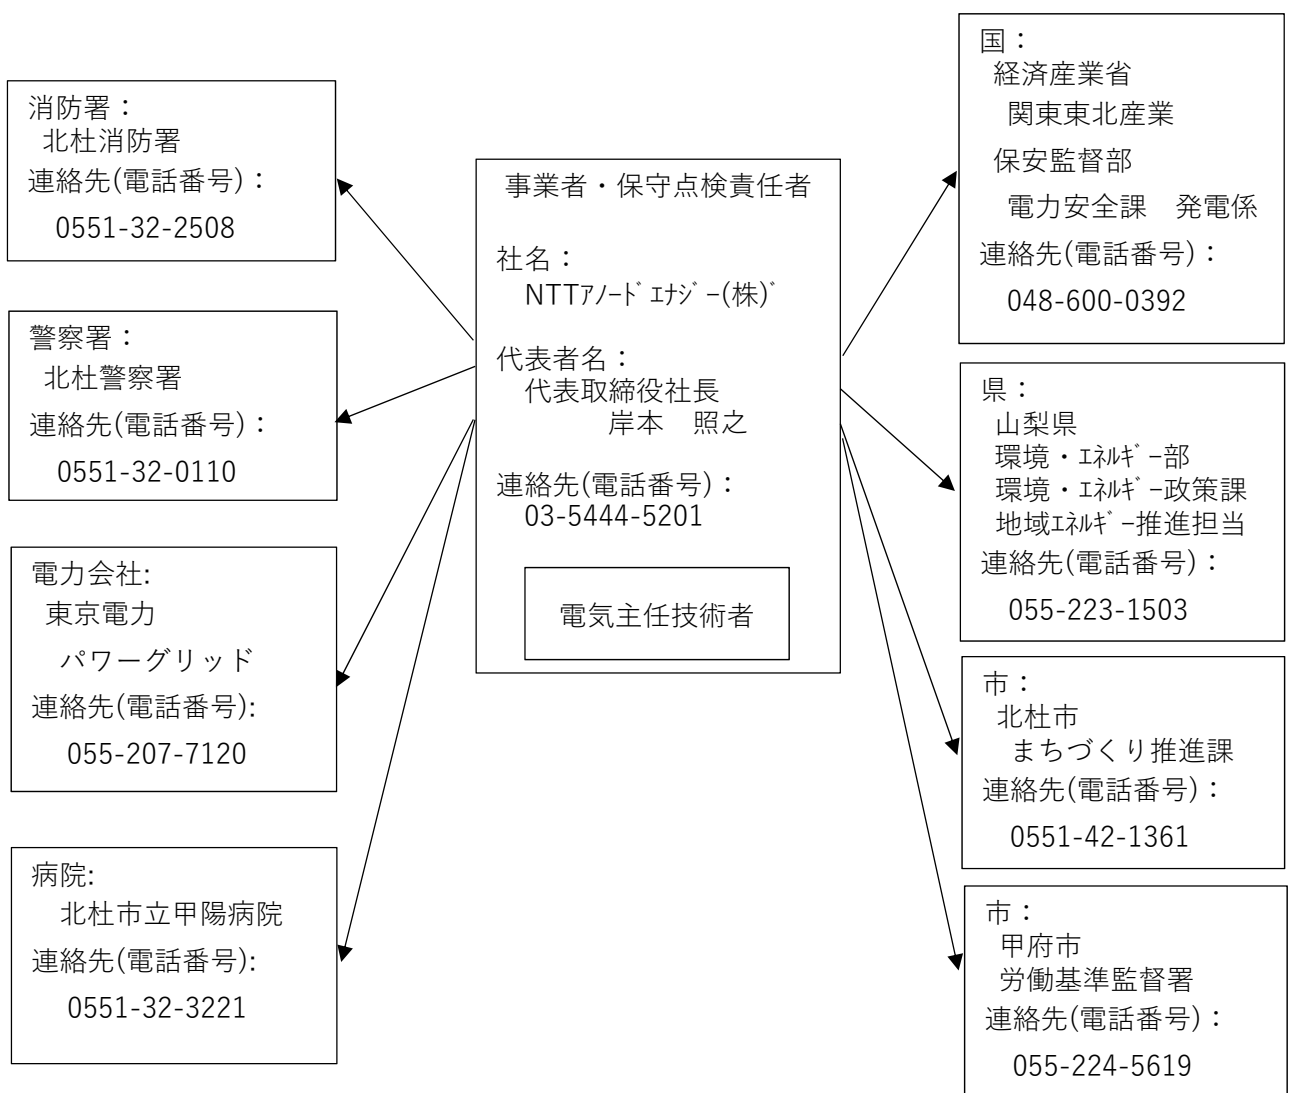 消防署：
北杜消防署
連絡先(電話番号)：
0551-32-2508
警察署：
北杜警察署
連絡先(電話番号)：
0551-32-0110
電力会社:
東京電力
パワーグリッド
連絡先(電話番号):
055-207-7120
病院:
北杜市立甲陽病院
連絡先(電話番号):
0551-32-3221
事業者・保守点検責任者
社名：
NTTｱﾉｰﾄﾞｴﾅｼﾞｰ(株)ﾞ
代表者名：
代表取締役社長
岸本　照之
連絡先(電話番号)：
03-5444-5201
電気主任技術者
国：
経済産業省
関東東北産業
保安監督部
電力安全課　発電係
連絡先(電話番号)：
048-600-0392
県：
山梨県
環境・ｴﾈﾙｷﾞｰ部
環境・ｴﾈﾙｷﾞｰ政策課
地域ｴﾈﾙｷﾞｰ推進担当
連絡先(電話番号)：
055-223-1503
市：
北杜市
まちづくり推進課
連絡先(電話番号)：
0551-42-1361
市：
甲府市
労働基準監督署
連絡先(電話番号)：
055-224-5619